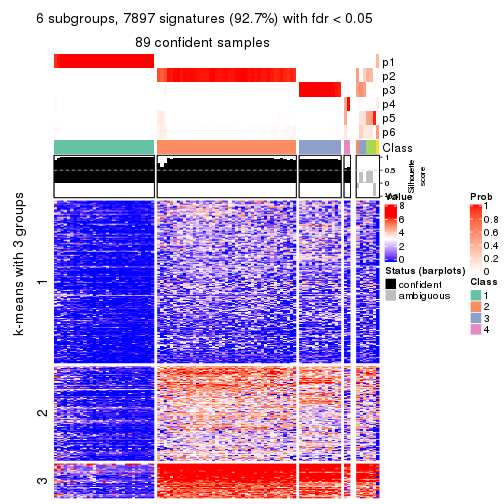 6 subgroups, 7897 signatures (92.7%) with fdr < 0.05
89 confident samples
p1
p2
p3
p4
p5
p6
Class
1
0.5
0
Silhouette
score
k-means with 3 groups
1
2
3
Value
8
6
4
2
0
Status (barplots)
confident
ambiguous
Prob
1
0.8
0.6
0.4
0.2
0
Class
1
2
3
4